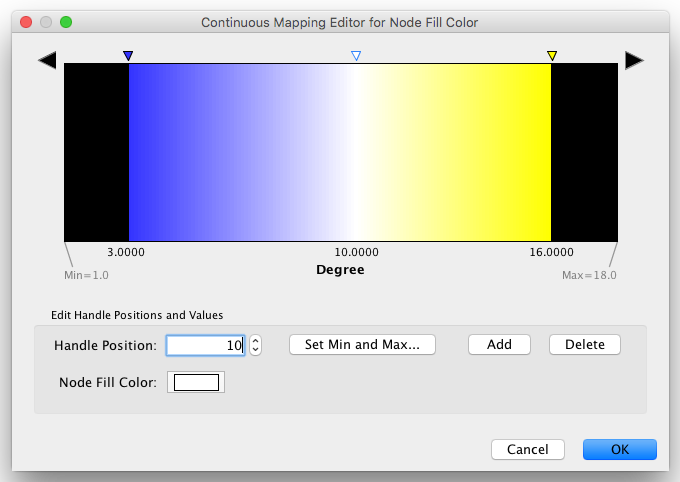 Continuous Mapping Editor for Node Fill Color
3.0000 10.0000 16.0000
Min=1.0 Degree Max=18.0
Edit Handle Positions and Values
Handle Position: 10 Set Min and Max... Add Delete
Node Fill Color:
Cancel OK